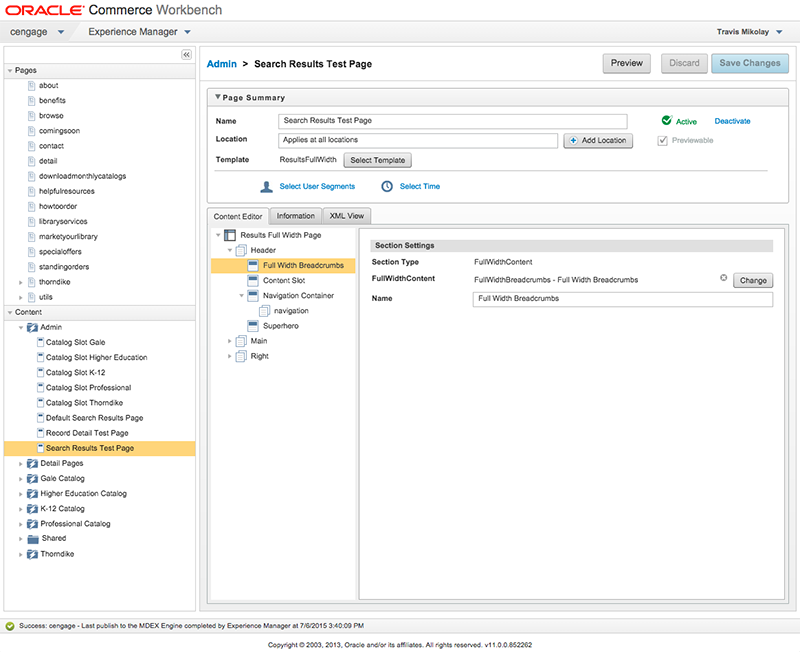 ORACLE Commerce Workbench
cengage Experience Manager Travis Mikolay
Pages
about
benefits
browse
comingsoon
contact
detail
downloadmonthlycatalogs
helpfulresources
howtoorder
libraryservices
marketyourlibrary
specialoffers
standingorders
thorndike
utils
Content
Admin
Catalog Slot Gale
Catalog Slot Higher Education
Catalog Slot K-12
Catalog Slot Professional
Catalog Slot Thorndike
Default Search Results Page
Record Detail Test Page
Search Results Test Page
Detail Pages
Gale Catalog
Higher Education Catalog
K-12 Catalog
Professional Catalog
Shared
Thorndike
Admin > Search Results Test Page Preview Discard Save Changes
Page Summary
Name Search Results Test Page Active Deactivate
Location Applies at all locations Add Location Previewable
Template ResultsFullWidth Select Template
Select User Segments Select Time
Content Editor Information XML View
Results Full Width Page
Header
Full Width Breadcrumbs
Content Slot
Navigation Container
navigation
Superhero
Main
Right
Section Settings
Section Type FullWidthContent
FullWidthContent FullWidthBreadcrumbs - Full Width Breadcrumbs Change
Name Full Width Breadcrumbs
Success: cengage - Last publish to the MDEX Engine completed by Experience Manager at 7/6/2015 3:40:09 PM
Copyright © 2003, 2013, Oracle and/or its affiliates. All rights reserved. v11.0.0.852262